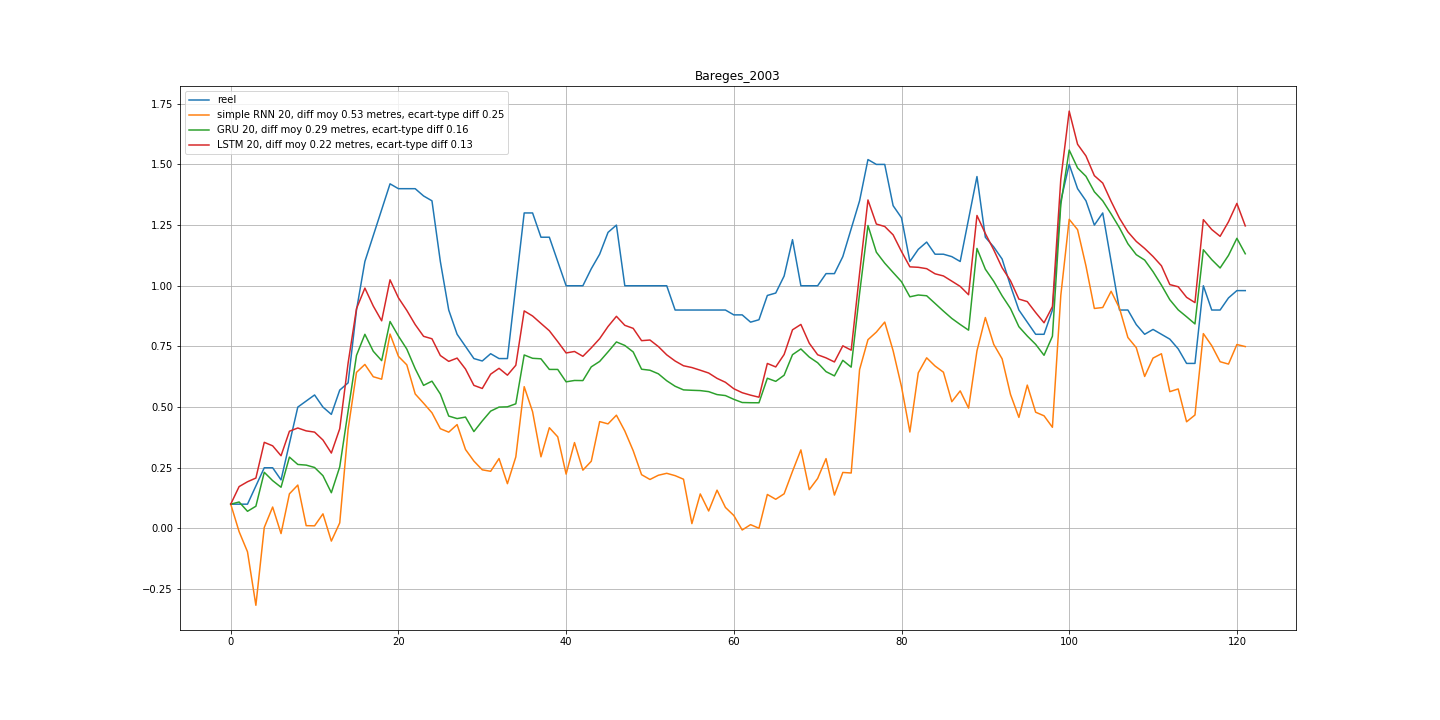 Bareges_2003
reel
simple RNN 20, diff moy 0.53 metres, ecart-type diff 0.25
GRU 20, diff moy 0.29 metres, ecart-type diff 0.16
LSTM 20, diff moy 0.22 metres, ecart-type diff 0.13
1.75
1.50
1.25
1.00
0.75
0.50
0.25
0.00
−0.25
0 20 40 60 80 100 120